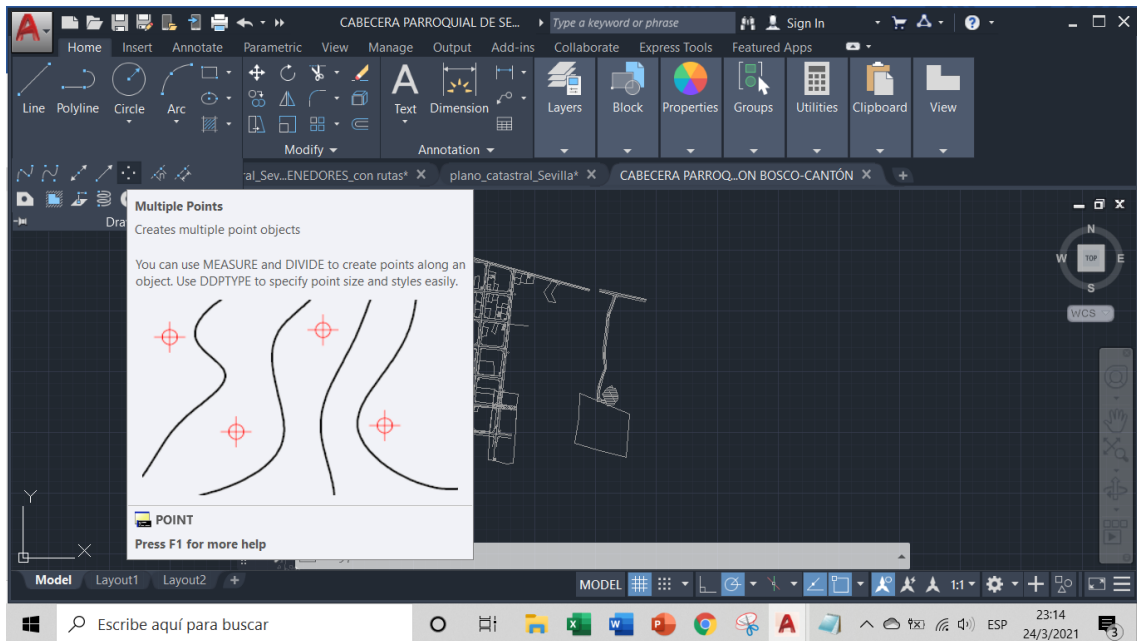 CABECERA PARROQUIAL DE SE... Type a keyword or phrase Sign In
Home Insert Annotate Parametric View Manage Output Add-ins Collaborate Express Tools Featured Apps
Line Polyline Circle Arc Text Dimension Layers Block Properties Groups Utilities Clipboard View
Modify Annotation
ral_Sev...ENEDORES_con rutas* plano_catastral_Sevilla* CABECERA PARROQ...ON BOSCO-CANTÓN
Dra
Multiple Points
Creates multiple point objects
You can use MEASURE and DIVIDE to create points along an
object. Use DDPTYPE to specify point size and styles easily.
POINT
Press F1 for more help
N
W TOP E
S
WCS
Y
X
Model Layout1 Layout2 + MODEL 1:1
Escribe aquí para buscar ESP 23:14
24/3/2021 3